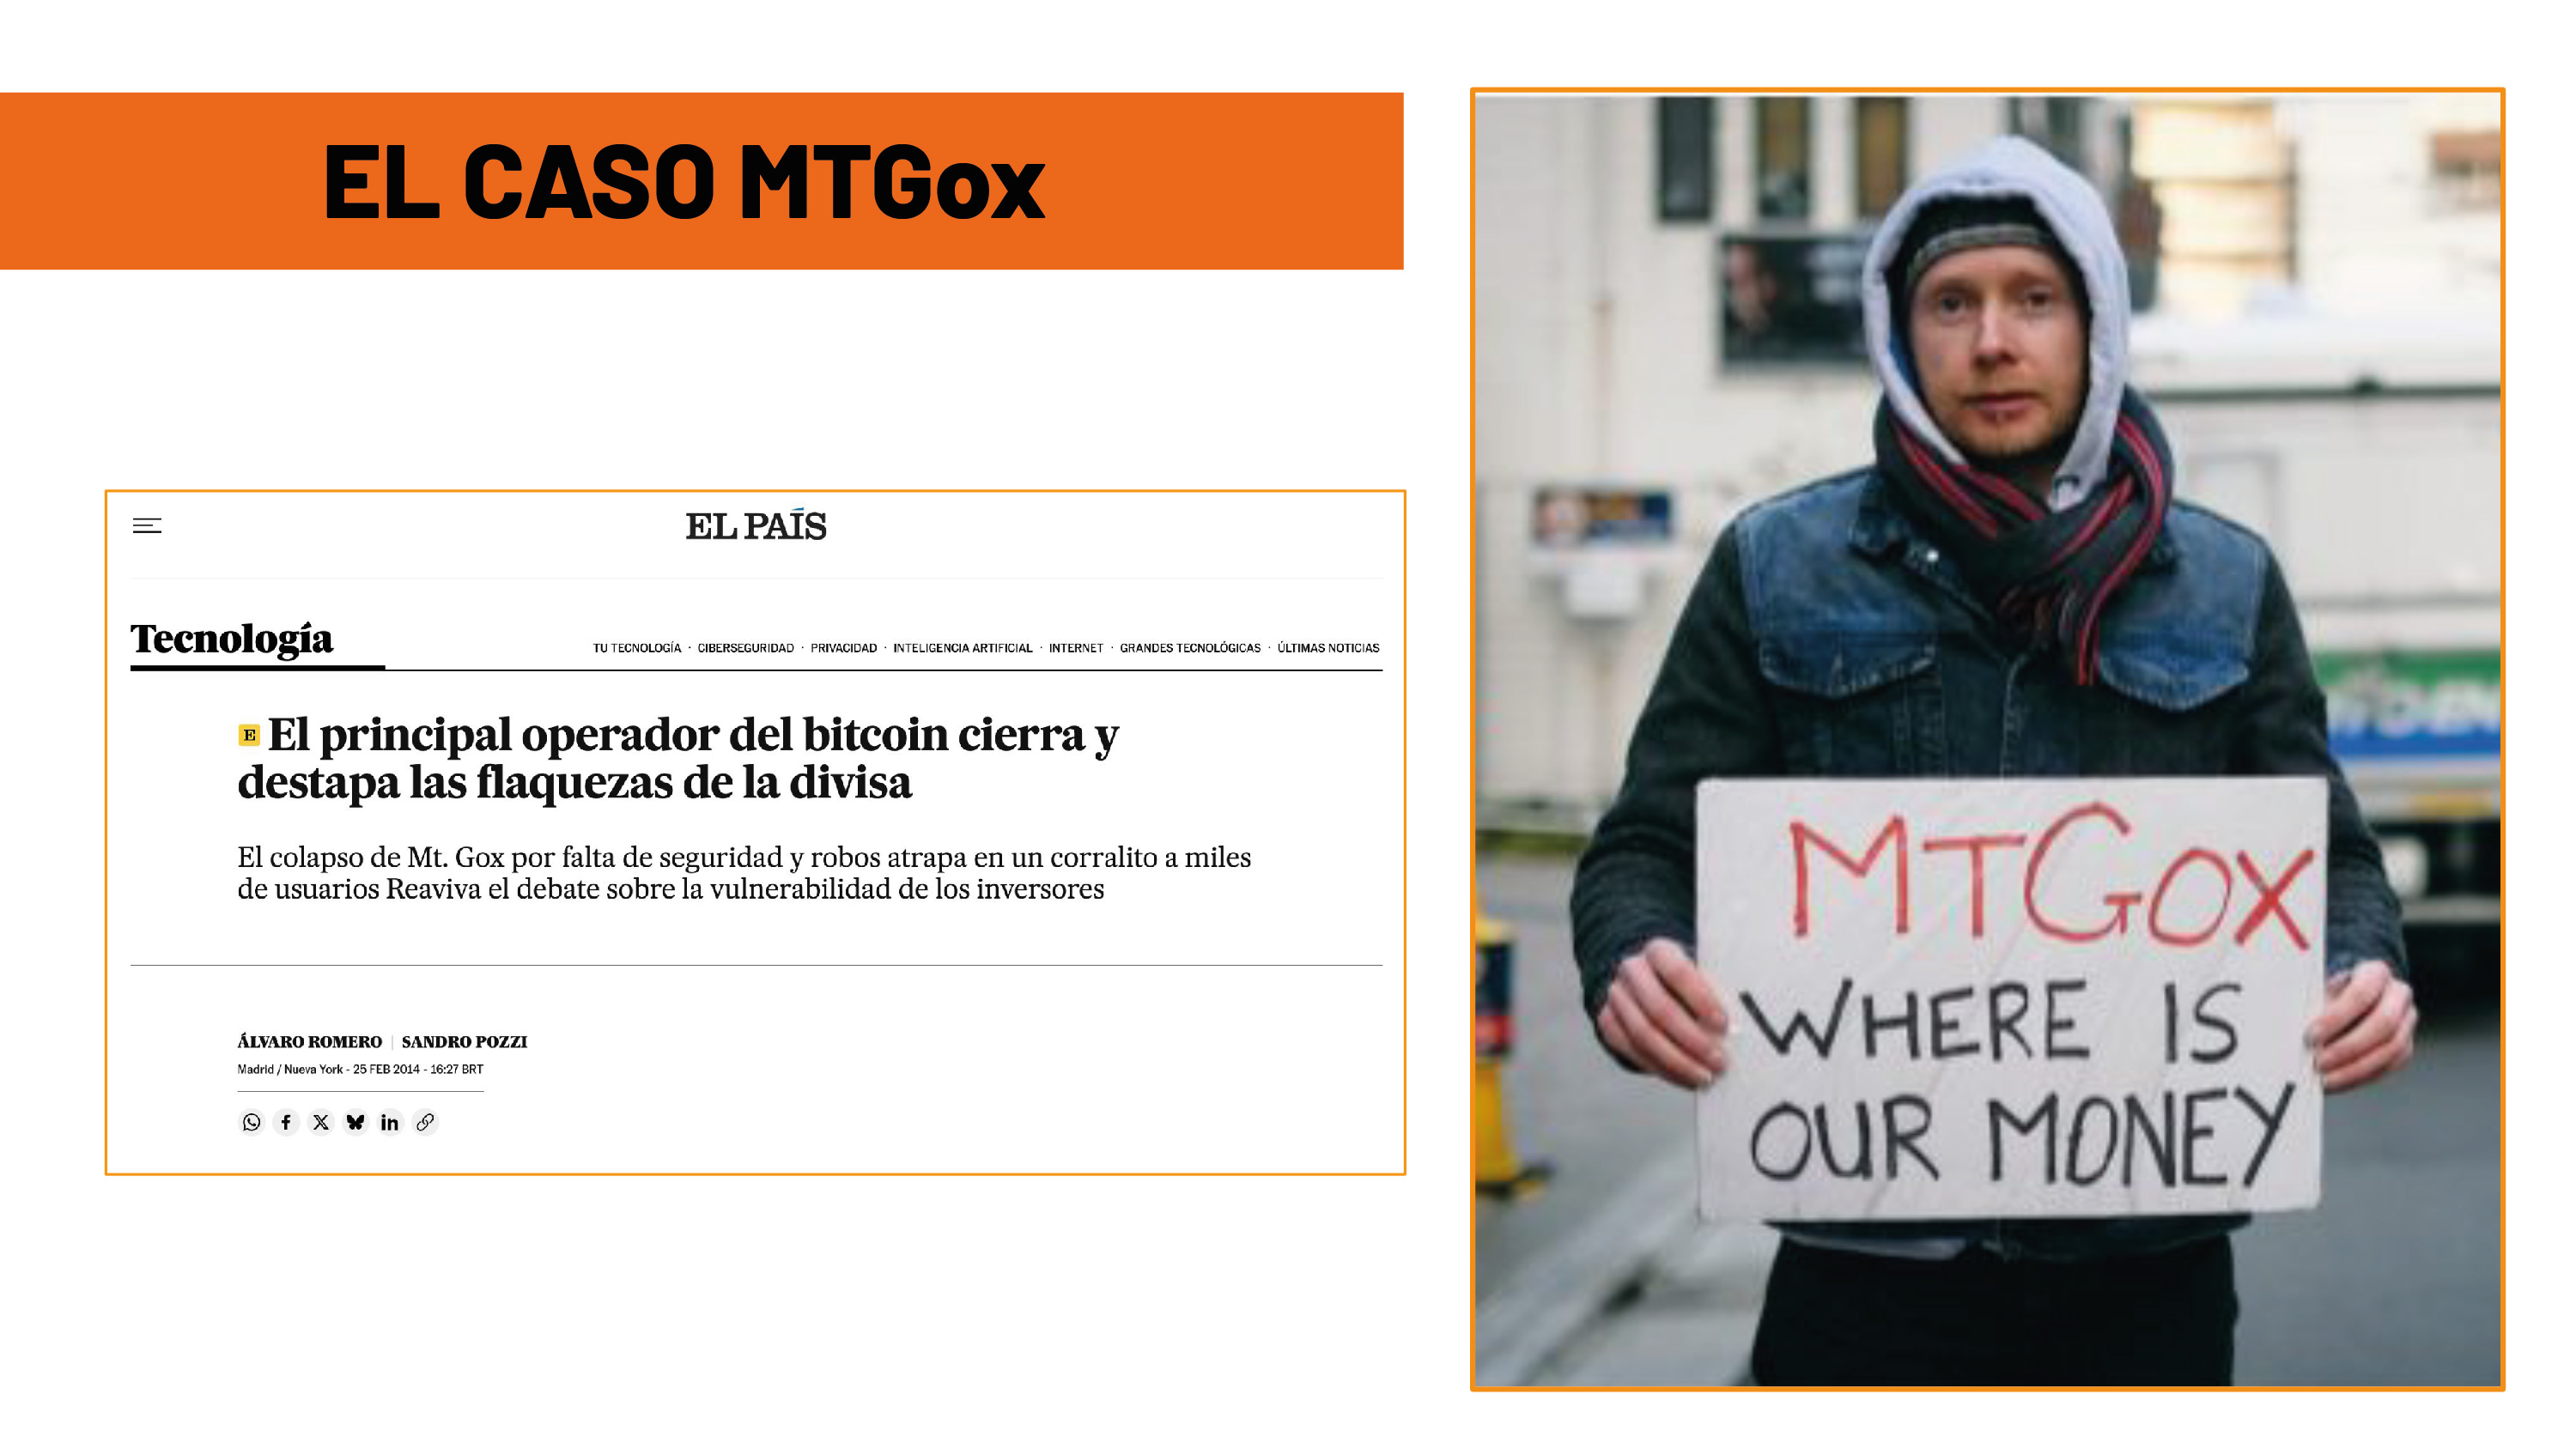 EL CASO MTGox
EL PAÍS
Tecnología
TU TECNOLOGÍA · CIBERSEGURIDAD · PRIVACIDAD · INTELIGENCIA ARTIFICIAL · INTERNET · GRANDES TECNOLÓGICAS · ÚLTIMAS NOTICIAS
E El principal operador del bitcoin cierra y
destapa las flaquezas de la divisa
El colapso de Mt. Gox por falta de seguridad y robos atrapa en un corralito a miles
de usuarios Reaviva el debate sobre la vulnerabilidad de los inversores
ÁLVARO ROMERO | SANDRO POZZI
Madrid / Nueva York - 25 FEB 2014 - 16:27 BRT
MTGOX
WHERE IS
OUR MONEY